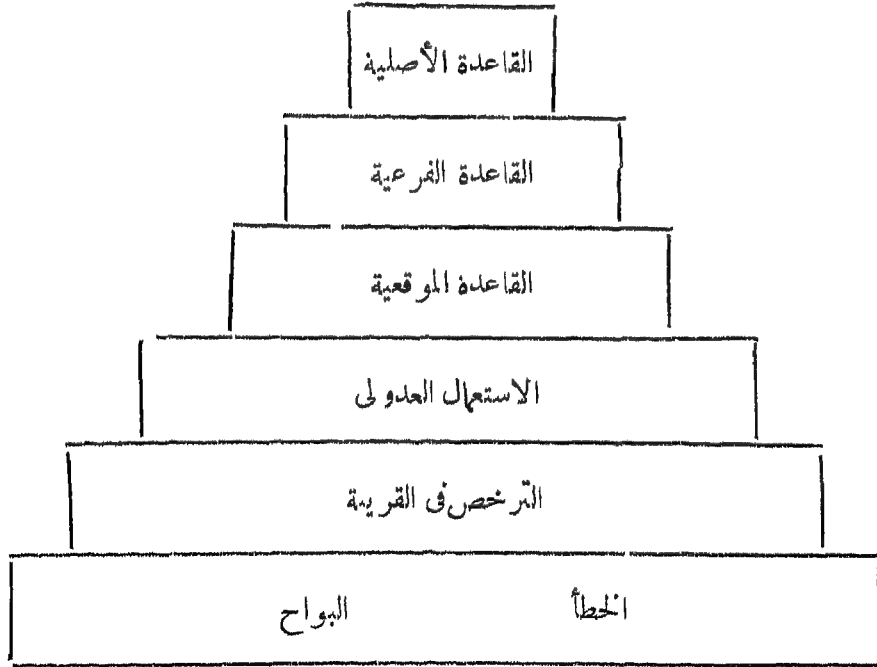 القاعدة الأصلية
القاعدة الفرعية
القاعدة الموقعية
الاستعمال العدولى
الترخص فى القرينة
الخطأ البواح